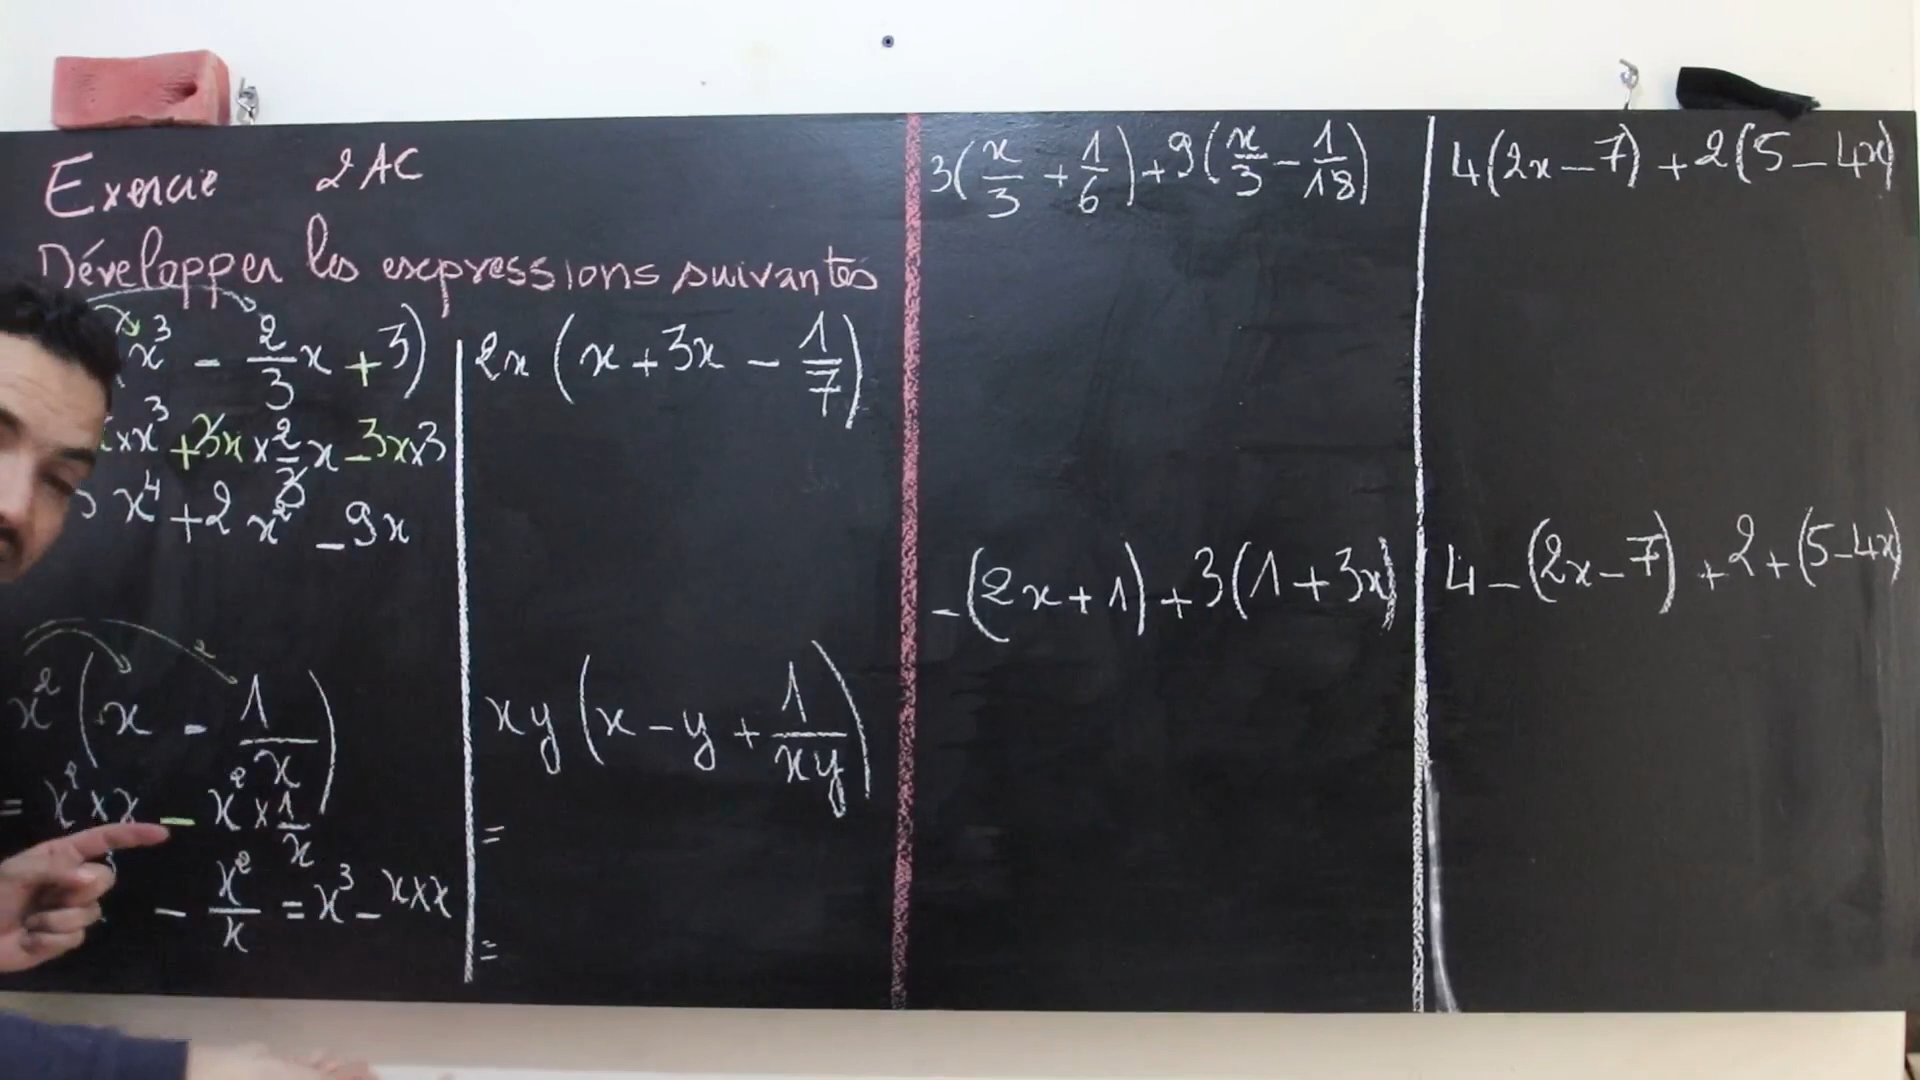 Exercie 2AC
Développer les expressions suivantes
x³ - 2/3 x + 3)
xx³ + 3x × 2/3 x - 3x×3
x⁴ + 2x² - 9x
x² (x - 1/x)
= x² × x - x² × 1/x
- x²/x = x³ - x×x
2x (x + 3x - 1/7)
xy (x - y + 1/xy)
=
=
3(x/3 + 1/6) + 9(x/3 - 1/18)
-(2x + 1) + 3(1 + 3x)
4(2x - 7) + 2(5 - 4x)
4 - (2x - 7) + 2 + (5 - 4x)